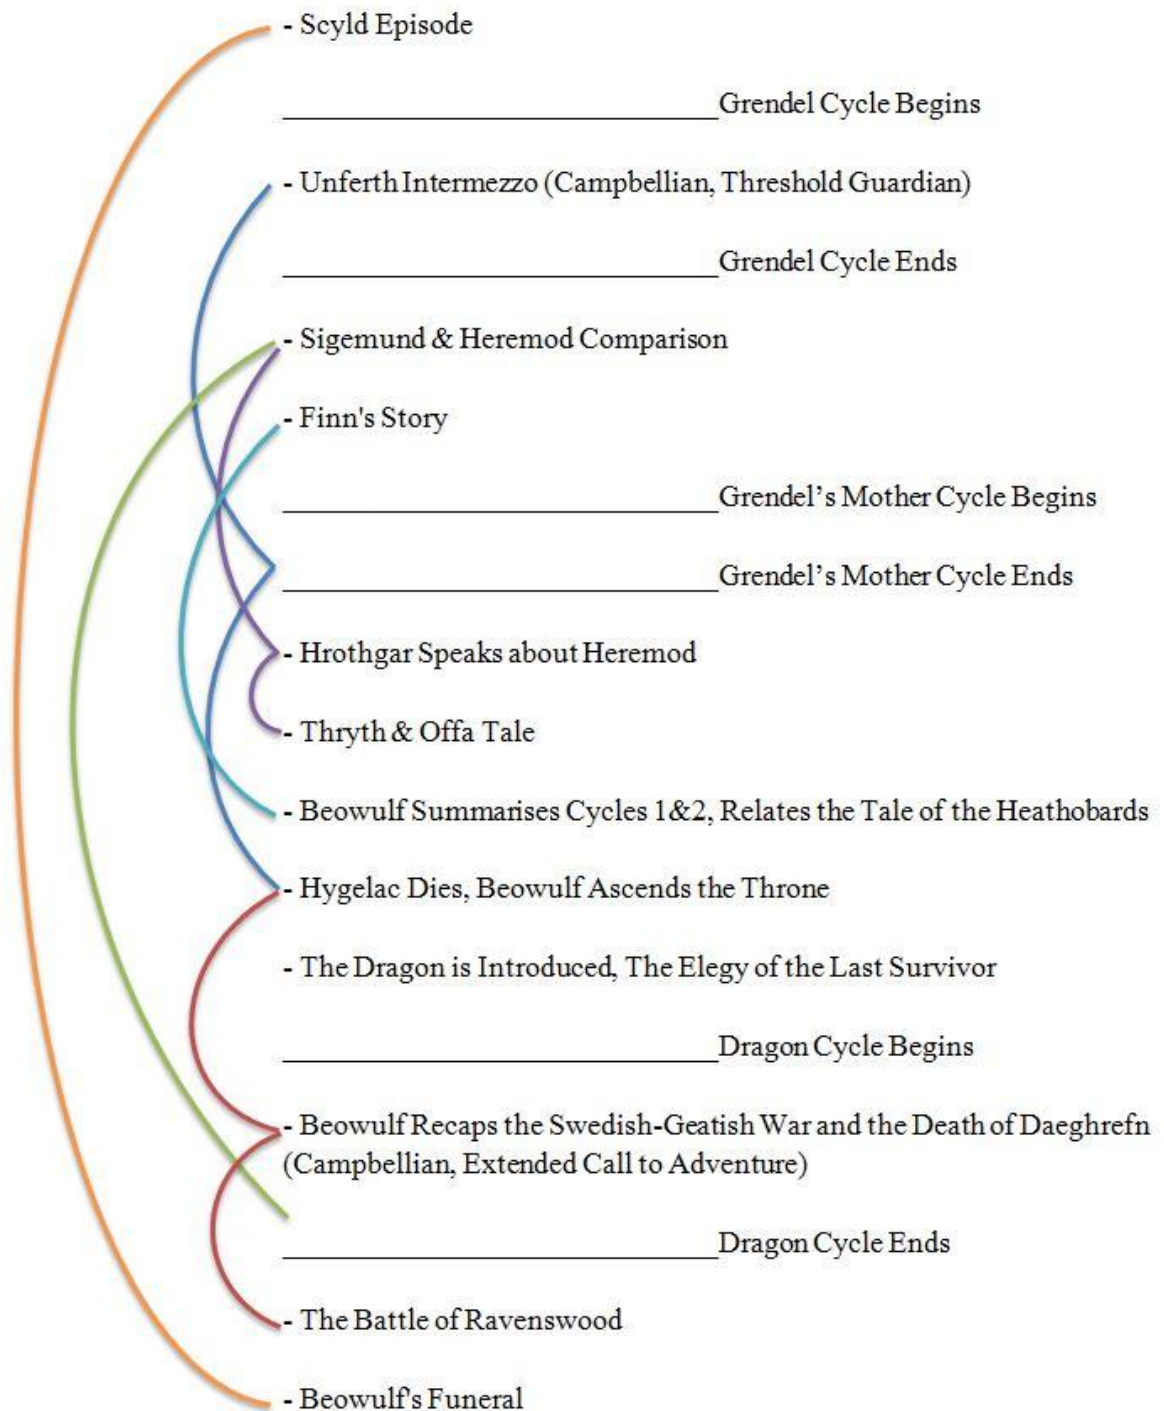 - Scyld Episode
Grendel Cycle Begins
- Unferth Intermezzo (Campbellian, Threshold Guardian)
Grendel Cycle Ends
- Sigemund & Heremod Comparison
- Finn's Story
Grendel’s Mother Cycle Begins
Grendel’s Mother Cycle Ends
- Hrothgar Speaks about Heremod
- Thryth & Offa Tale
- Beowulf Summarises Cycles 1&2, Relates the Tale of the Heathobards
- Hygelac Dies, Beowulf Ascends the Throne
- The Dragon is Introduced, The Elegy of the Last Survivor
Dragon Cycle Begins
- Beowulf Recaps the Swedish-Geatish War and the Death of Daeghrefn
(Campbellian, Extended Call to Adventure)
Dragon Cycle Ends
- The Battle of Ravenswood
- Beowulf's Funeral